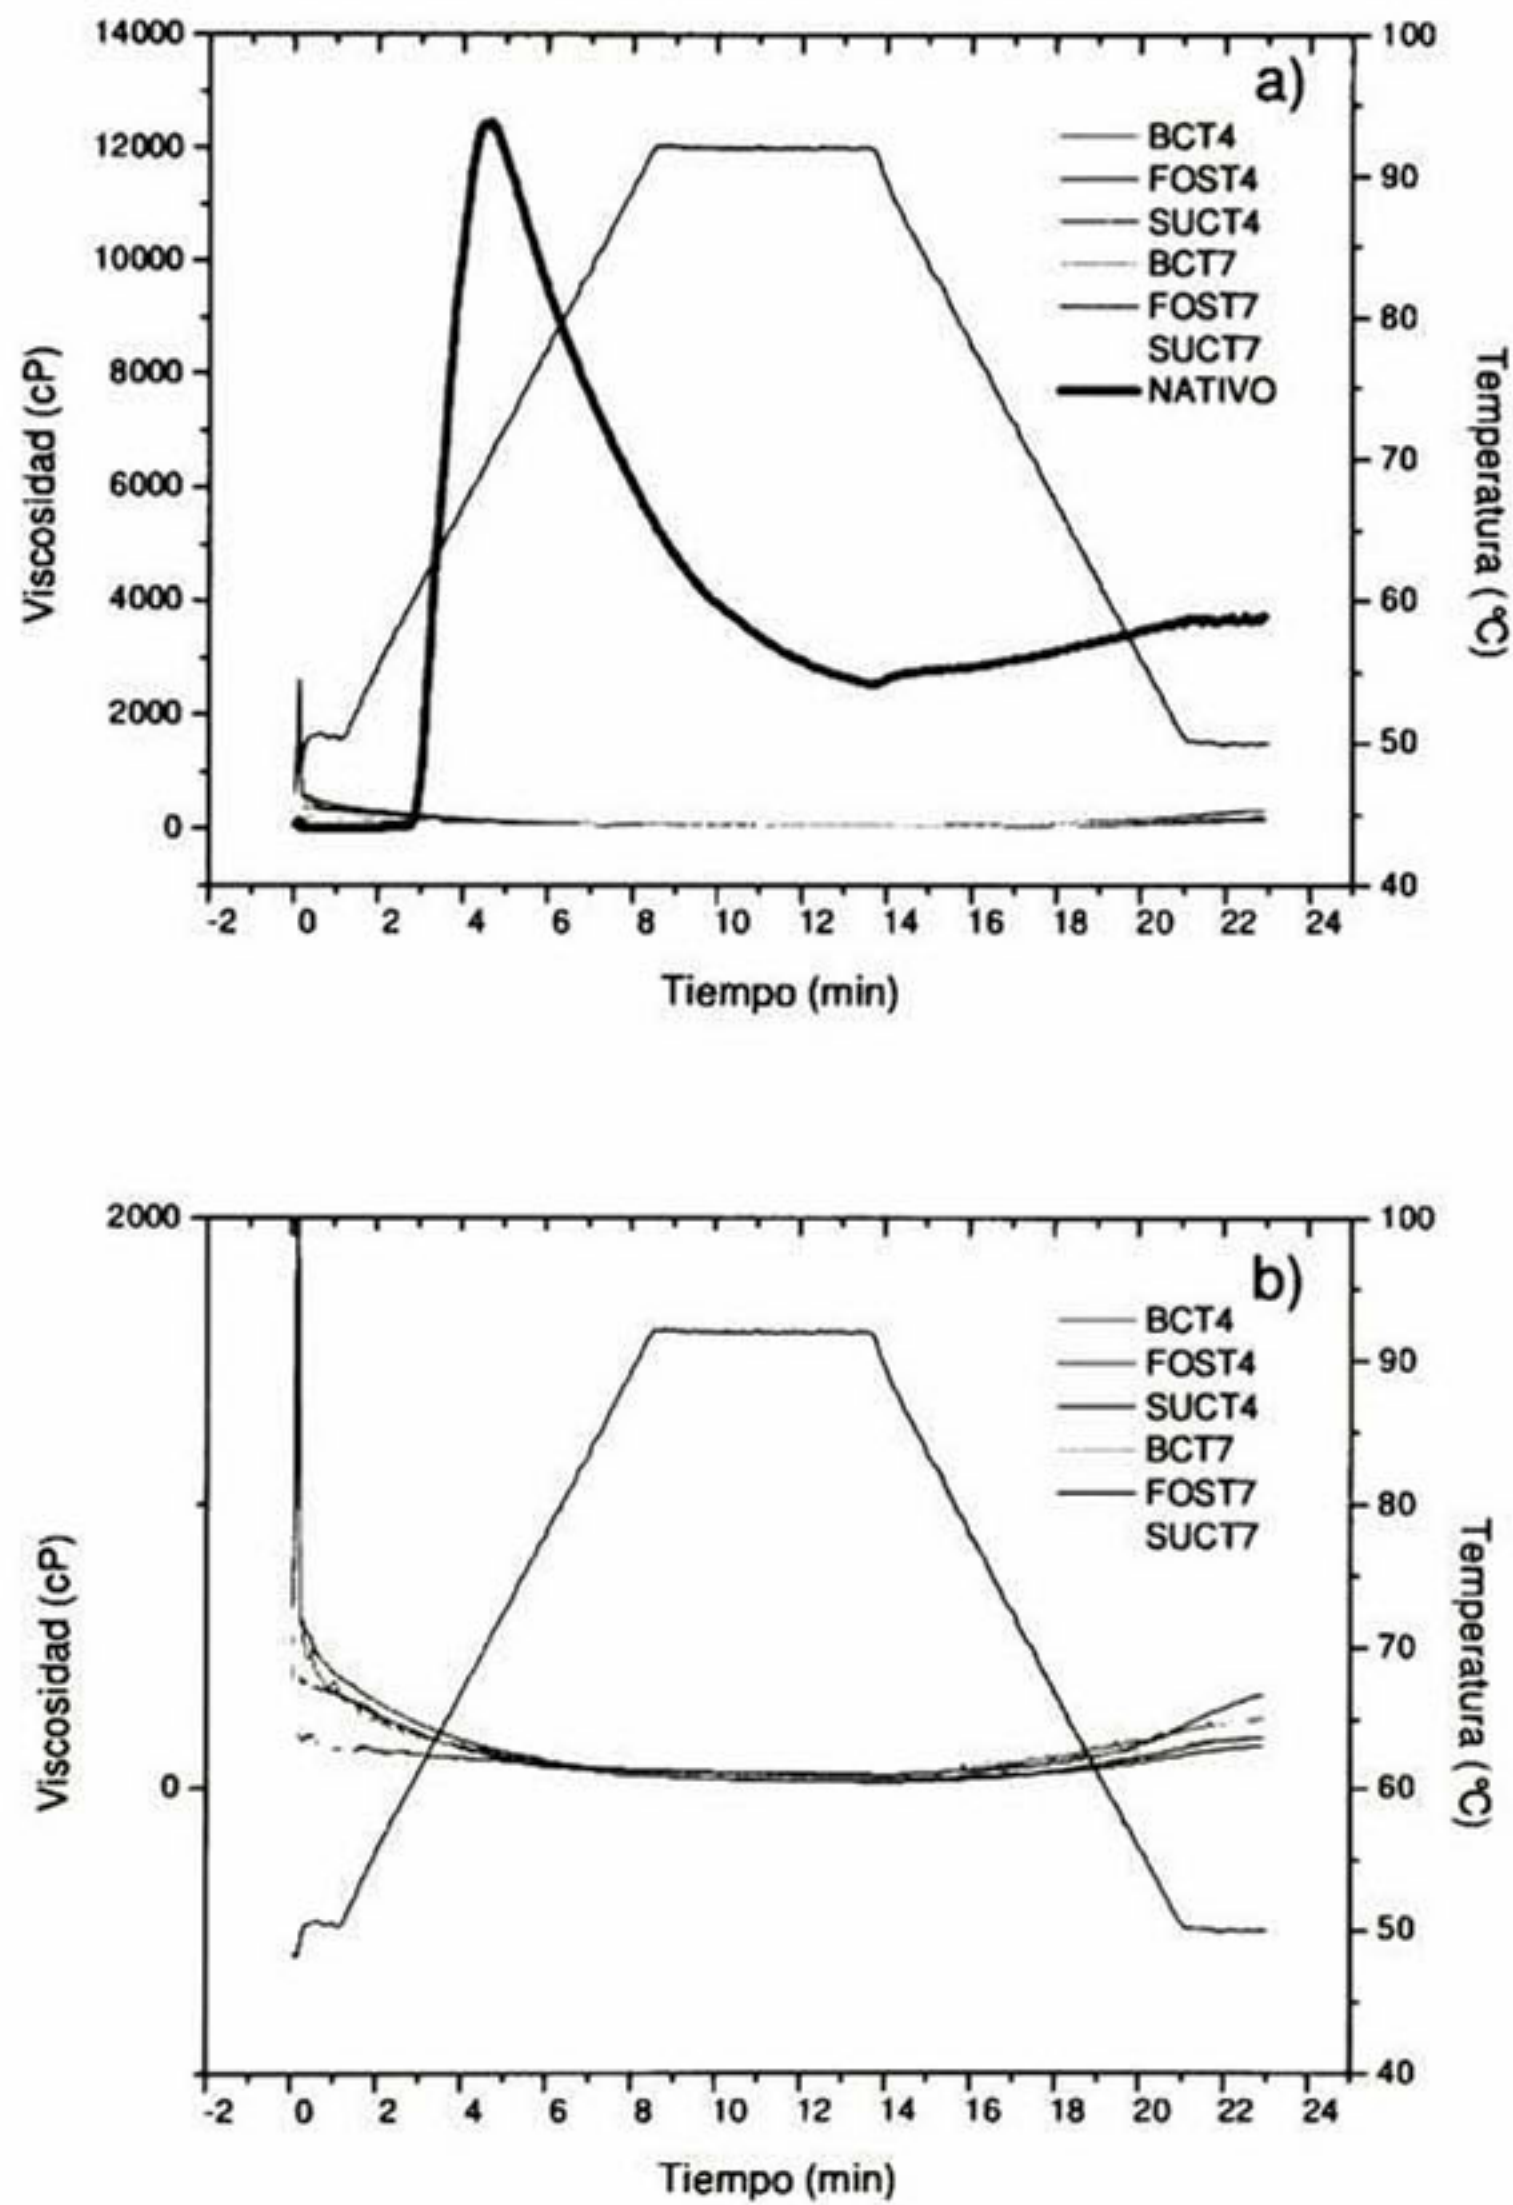 a)
14000
12000
10000
8000
6000
4000
2000
0
Viscosidad (cP)
100
90
80
70
60
50
40
Temperatura (°C)
BCT4
FOST4
SUCT4
BCT7
FOST7
SUCT7
NATIVO
-2 0 2 4 6 8 10 12 14 16 18 20 22 24
Tiempo (min)
b)
2000
0
Viscosidad (cP)
100
90
80
70
60
50
40
Temperatura (°C)
BCT4
FOST4
SUCT4
BCT7
FOST7
SUCT7
-2 0 2 4 6 8 10 12 14 16 18 20 22 24
Tiempo (min)